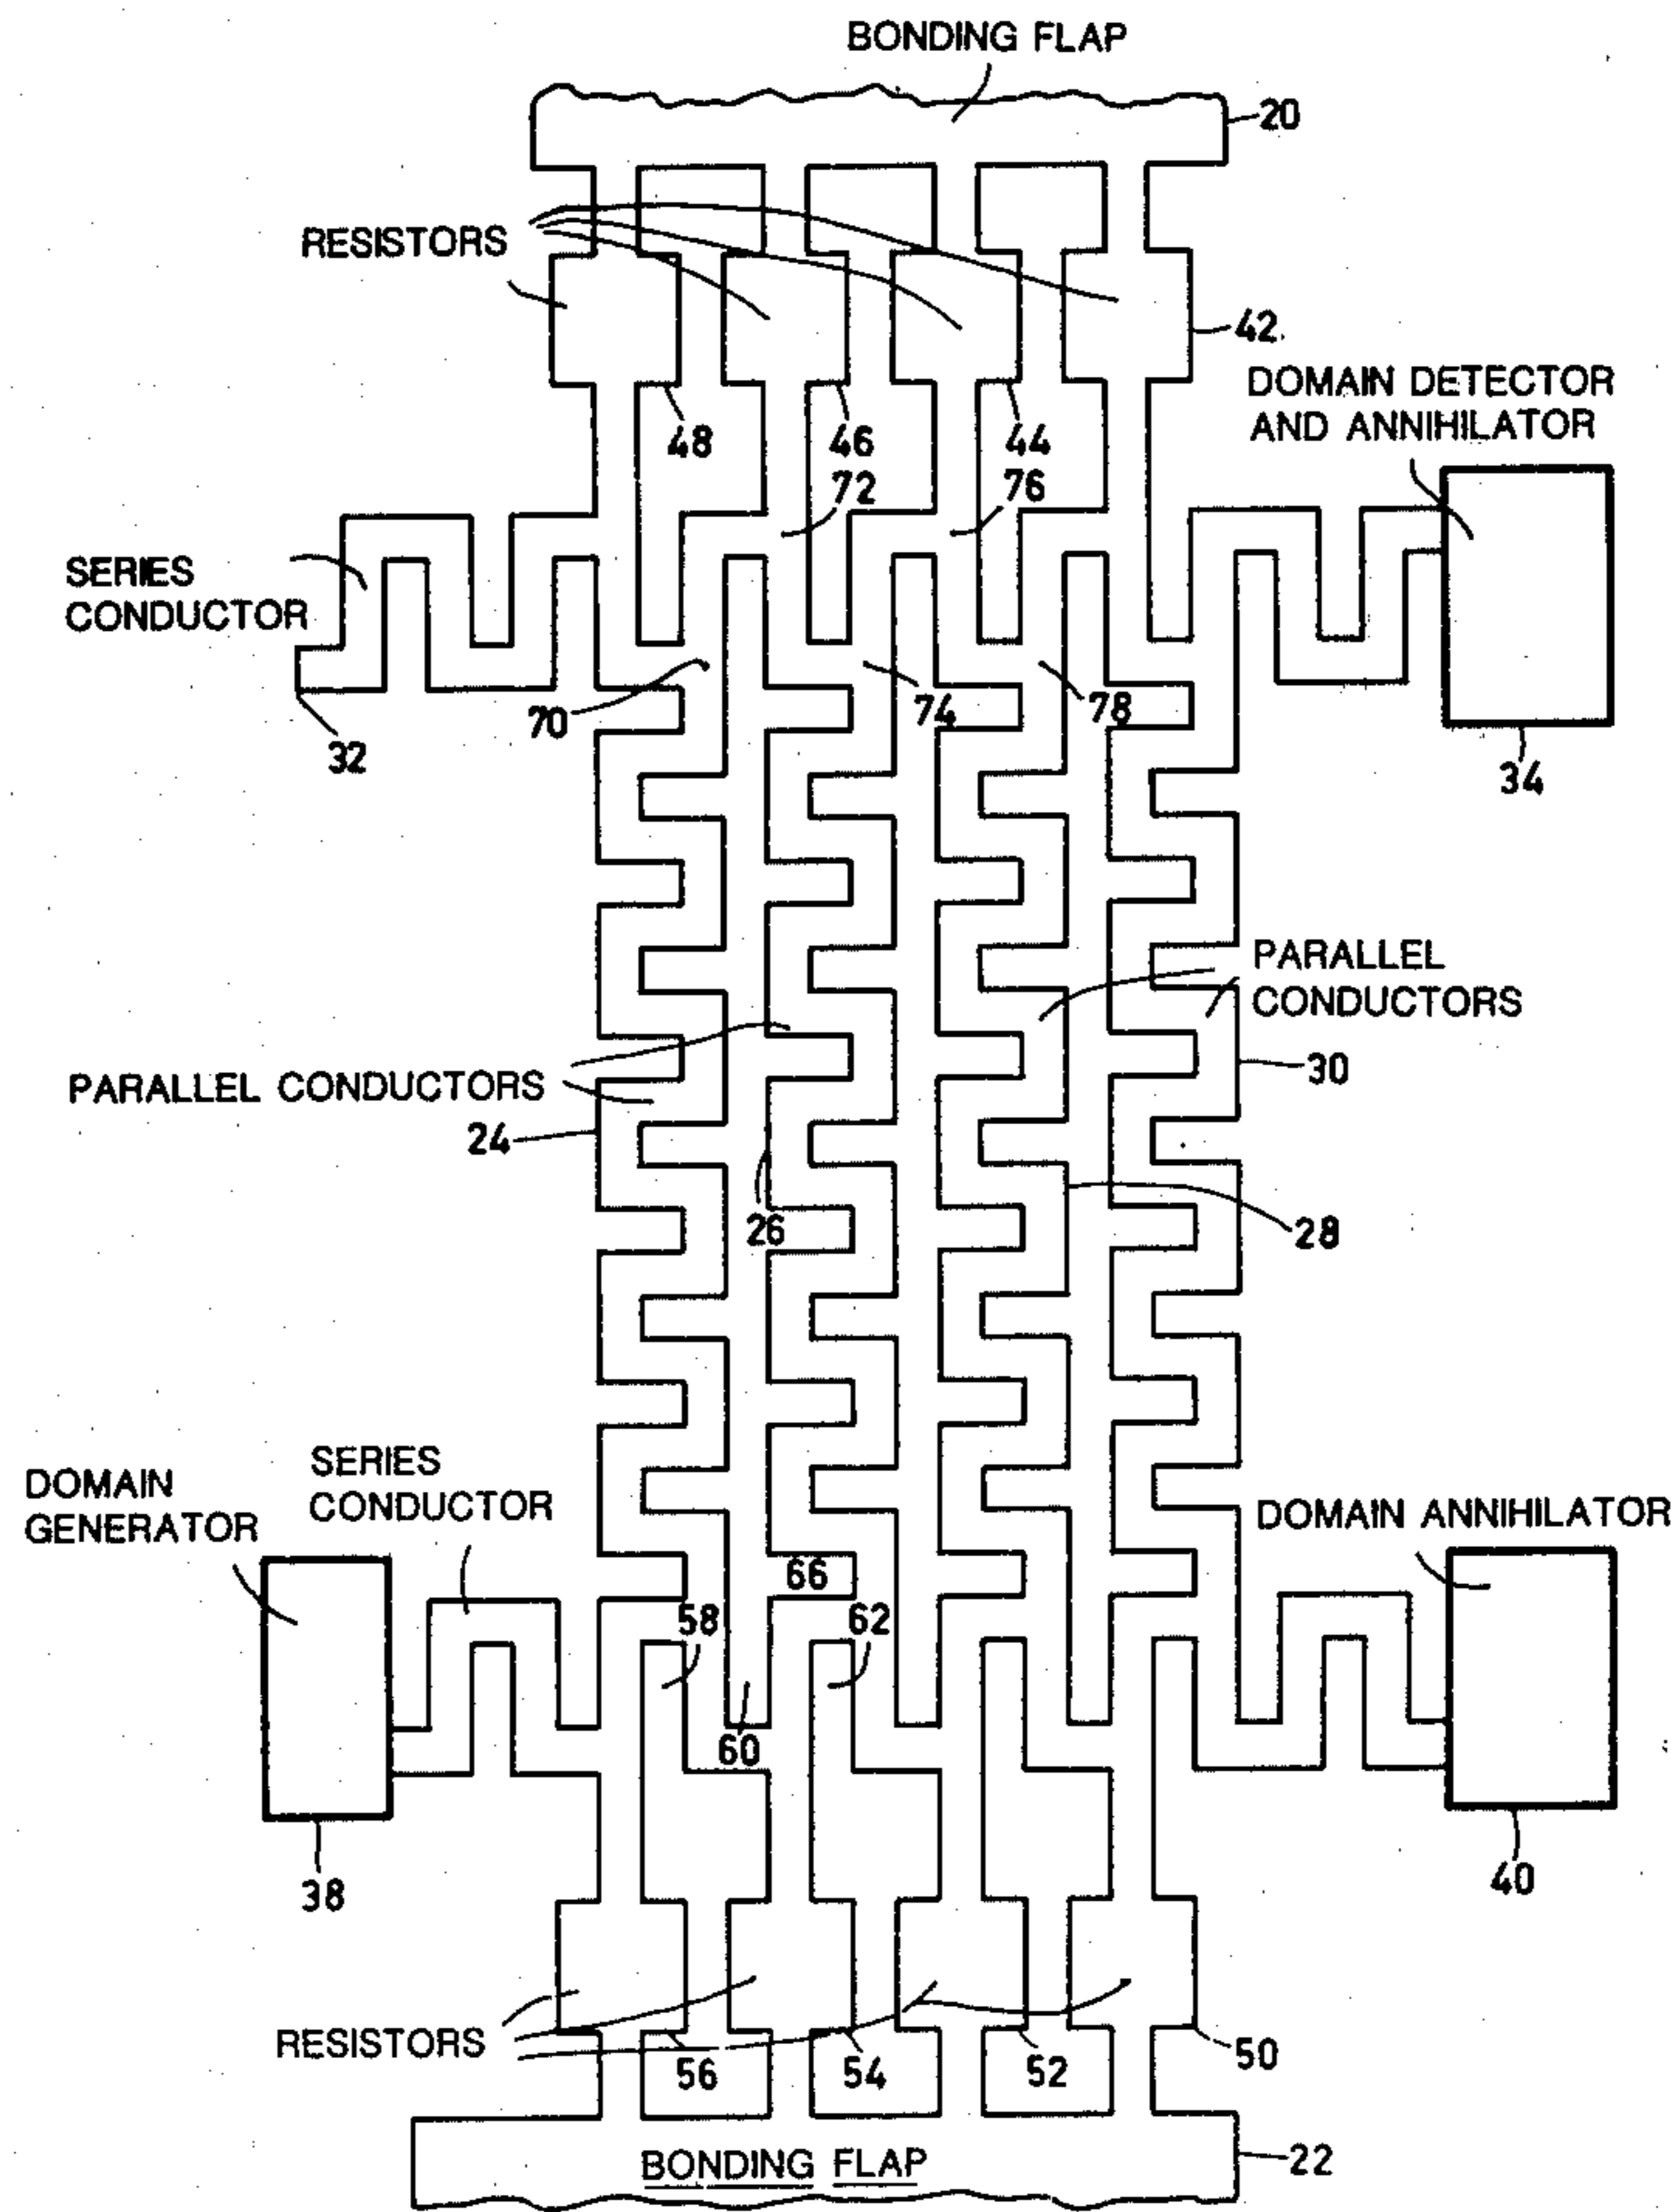 BONDING FLAP
20
RESISTORS
42
DOMAIN DETECTOR
AND ANNIHILATOR
48
46
44
72
76
SERIES
CONDUCTOR
70
74
78
32
34
PARALLEL
CONDUCTORS
30
PARALLEL CONDUCTORS
24
26
28
SERIES
CONDUCTOR
DOMAIN
GENERATOR
DOMAIN ANNIHILATOR
66
58
62
60
38
40
RESISTORS
56
54
52
50
BONDING FLAP
22